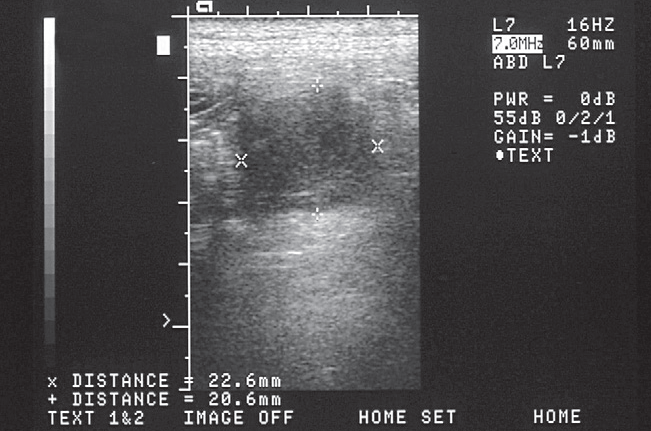 L7 16HZ
7.0MHz 60mm
ABD L7
PWR = 0dB
55dB 0/2/1
GAIN= -1dB
●TEXT
x DISTANCE = 22.6mm
+ DISTANCE = 20.6mm
TEXT 1&2 IMAGE OFF HOME SET HOME